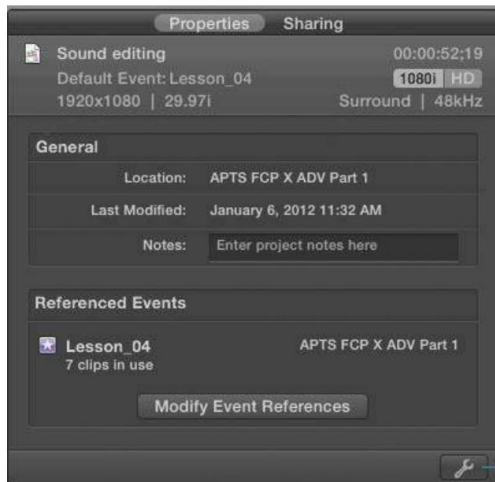 Properties Sharing
Sound editing 00:00:52;19
Default Event: Lesson_04 1080i HD
1920x1080 | 29.97i Surround | 48kHz
General
Location: APTS FCP X ADV Part 1
Last Modified: January 6, 2012 11:32 AM
Notes: Enter project notes here
Referenced Events
Lesson_04 APTS FCP X ADV Part 1
7 clips in use
Modify Event References